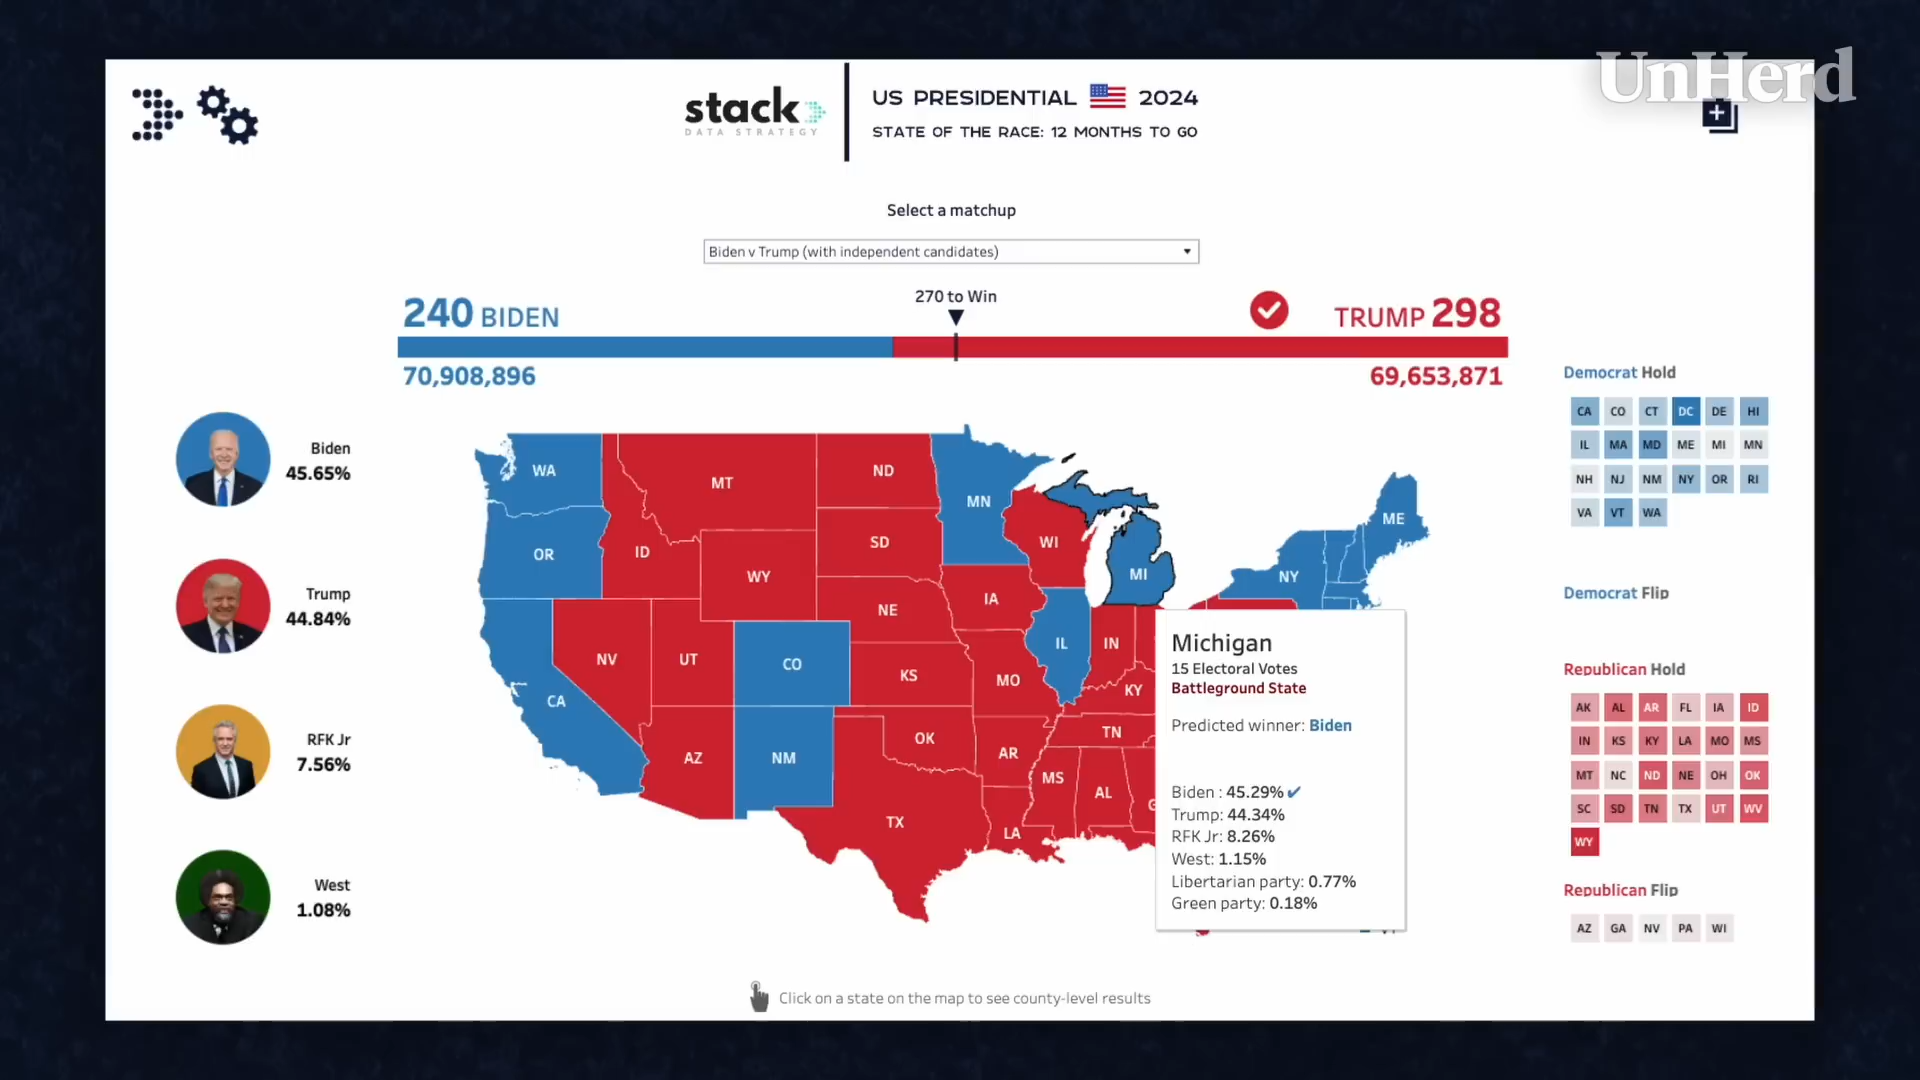 UnHerd
stack
DATA STRATEGY
US PRESIDENTIAL 2024
STATE OF THE RACE: 12 MONTHS TO GO
Select a matchup
Biden v Trump (with independent candidates)
270 to Win
240 BIDEN
TRUMP 298
70,908,896
69,653,871
Biden
45.65%
Trump
44.84%
RFK Jr
7.56%
West
1.08%
WA
MT
ND
MN
ME
OR
ID
SD
WI
MI
NY
WY
NE
IA
NV
UT
CO
IL
IN
KS
MO
KY
CA
AZ
NM
OK
AR
TN
MS
AL
TX
LA
Michigan
15 Electoral Votes
Battleground State
Predicted winner: Biden
Biden : 45.29% ✔
Trump: 44.34%
RFK Jr: 8.26%
West: 1.15%
Libertarian party: 0.77%
Green party: 0.18%
Democrat Hold
CA CO CT DC DE HI
IL MA MD ME MI MN
NH NJ NM NY OR RI
VA VT WA
Democrat Flip
Republican Hold
AK AL AR FL IA ID
IN KS KY LA MO MS
MT NC ND NE OH OK
SC SD TN TX UT WV
WY
Republican Flip
AZ GA NV PA WI
Click on a state on the map to see county-level results